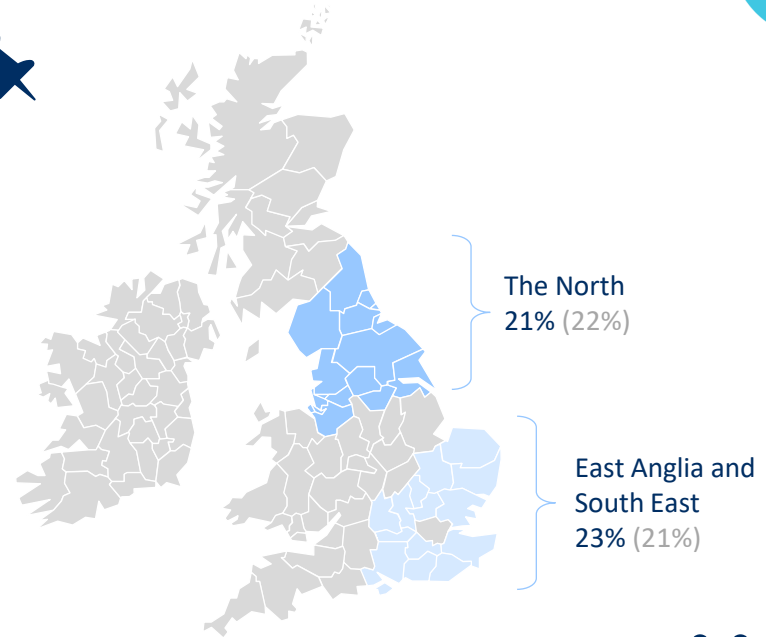 The North
21% (22%)
East Anglia and
South East
23% (21%)